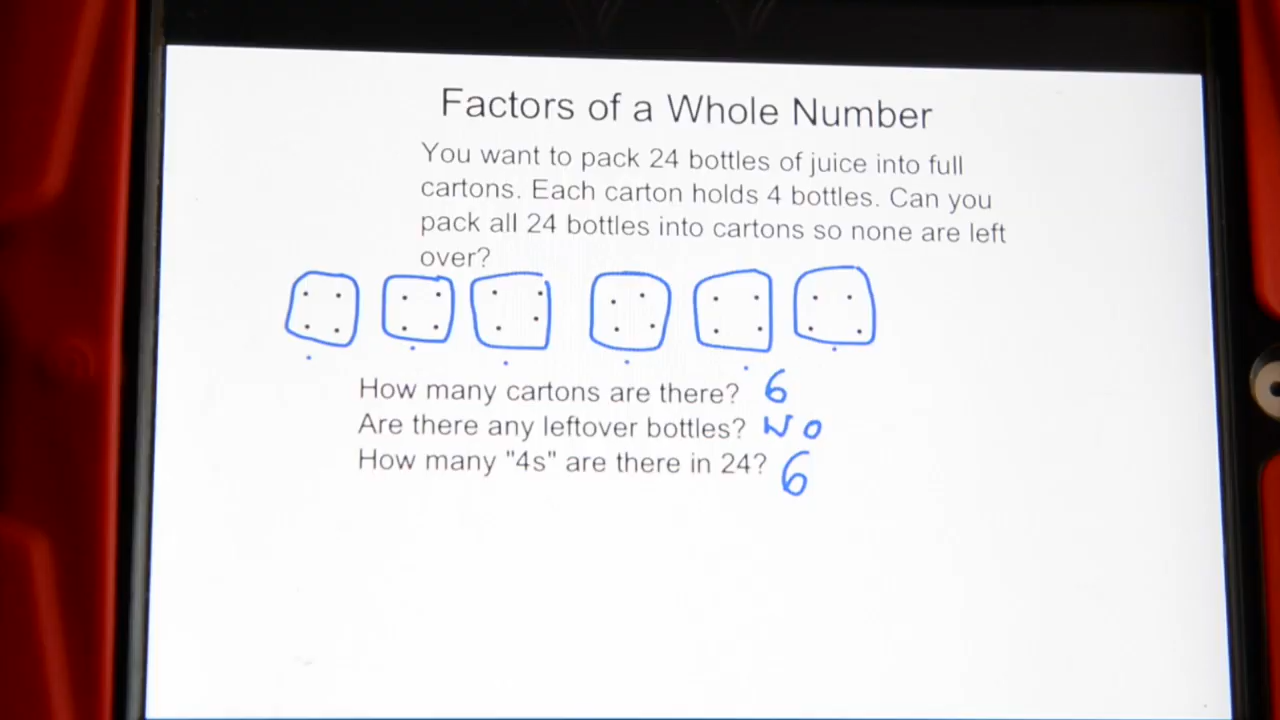 Factors of a Whole Number
You want to pack 24 bottles of juice into full
cartons. Each carton holds 4 bottles. Can you
pack all 24 bottles into cartons so none are left
over?
How many cartons are there? 6
Are there any leftover bottles? NO
How many "4s" are there in 24? 6